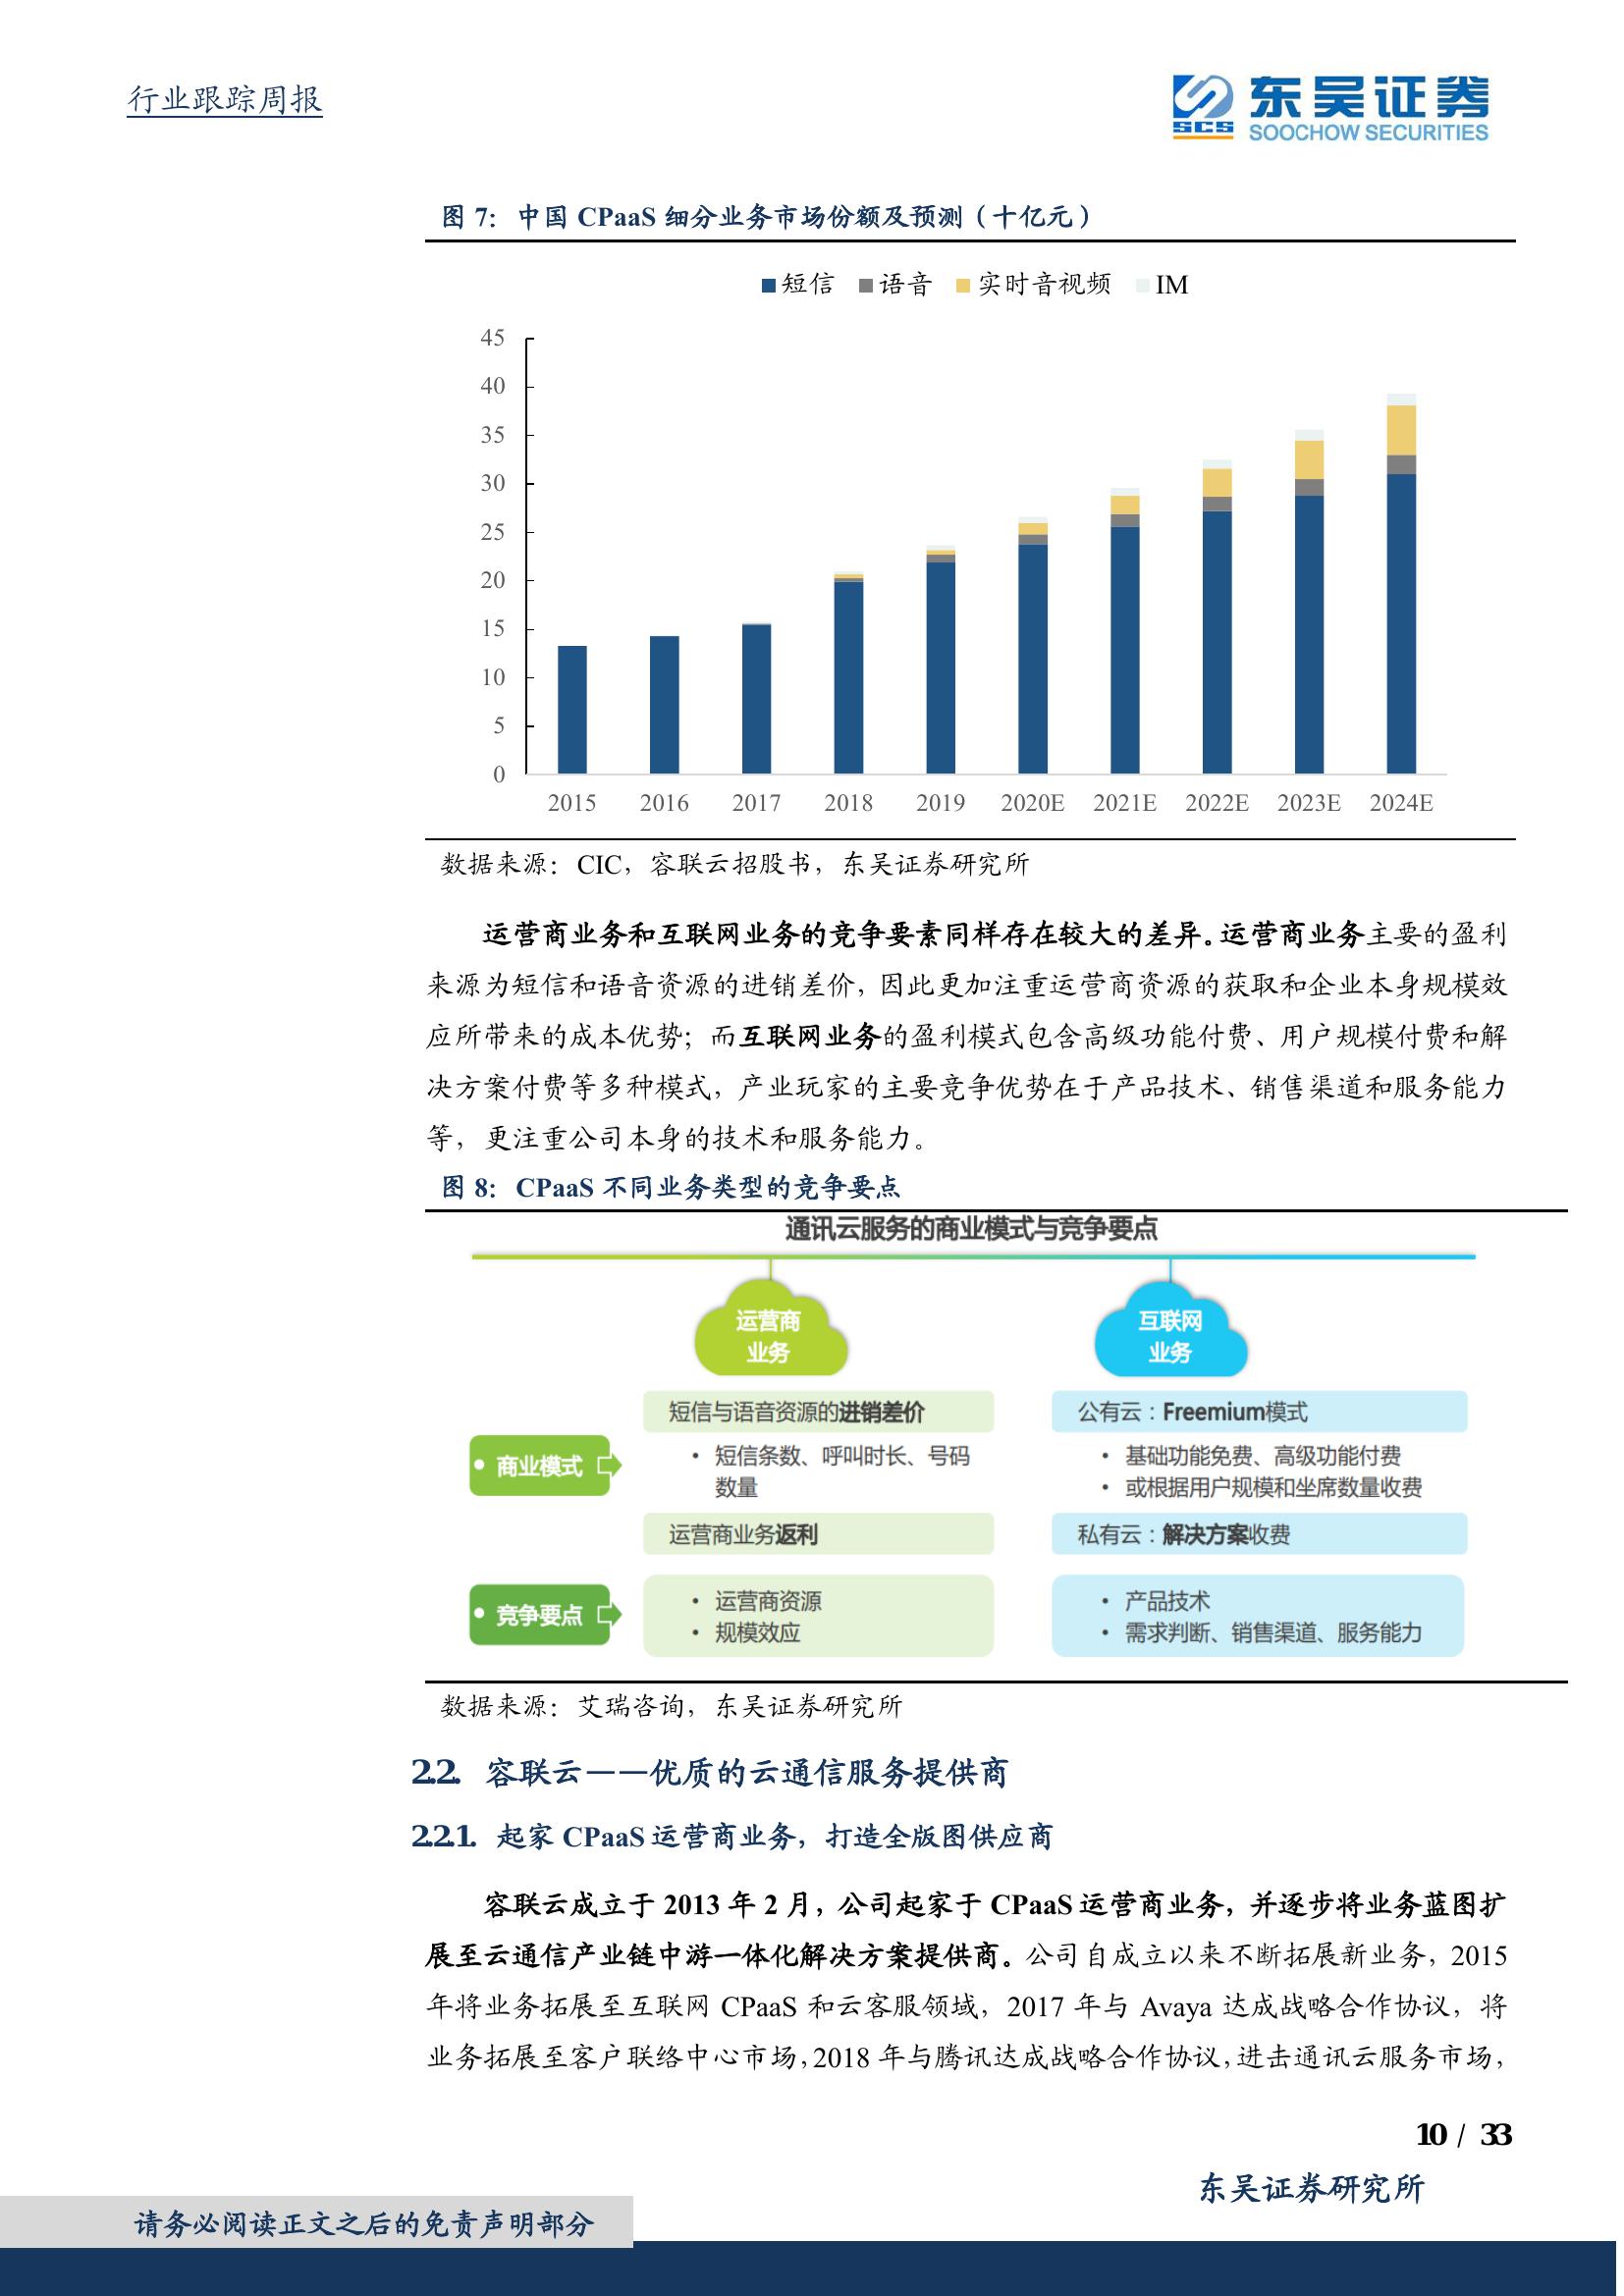 行业跟踪周报
SCS 东吴证券
SOOCHOW SECURITIES
图 7： 中国 CPaaS 细分业务市场份额及预测（十亿元）
短信 语音 实时音视频 IM
45
40
35
30
25
20
15
10
5
0
2015 2016 2017 2018 2019 2020E 2021E 2022E 2023E 2024E
数据来源：CIC，容联云招股书，东吴证券研究所
运营商业务和互联网业务的竞争要素同样存在较大的差异。运营商业务主要的盈利
来源为短信和语音资源的进销差价，因此更加注重运营商资源的获取和企业本身规模效
应所带来的成本优势；而互联网业务的盈利模式包含高级功能付费、用户规模付费和解
决方案付费等多种模式，产业玩家的主要竞争优势在于产品技术、销售渠道和服务能力
等，更注重公司本身的技术和服务能力。
图 8：CPaaS 不同业务类型的竞争要点
通讯云服务的商业模式与竞争要点
运营商
业务
互联网
业务
商业模式
短信与语音资源的进销差价
• 短信条数、呼叫时长、号码
数量
运营商业务返利
公有云：Freemium模式
• 基础功能免费、高级功能付费
• 或根据用户规模和坐席数量收费
私有云：解决方案收费
竞争要点
• 运营商资源
• 规模效应
• 产品技术
• 需求判断、销售渠道、服务能力
数据来源：艾瑞咨询，东吴证券研究所
2.2. 容联云——优质的云通信服务提供商
2.2.1. 起家 CPaaS 运营商业务，打造全版图供应商
容联云成立于 2013 年 2 月，公司起家于 CPaaS 运营商业务，并逐步将业务蓝图扩
展至云通信产业链中游一体化解决方案提供商。公司自成立以来不断拓展新业务，2015
年将业务拓展至互联网 CPaaS 和云客服领域，2017 年与 Avaya 达成战略合作协议，将
业务拓展至客户联络中心市场，2018 年与腾讯达成战略合作协议，进击通讯云服务市场，
10 / 33
东吴证券研究所
请务必阅读正文之后的免责声明部分